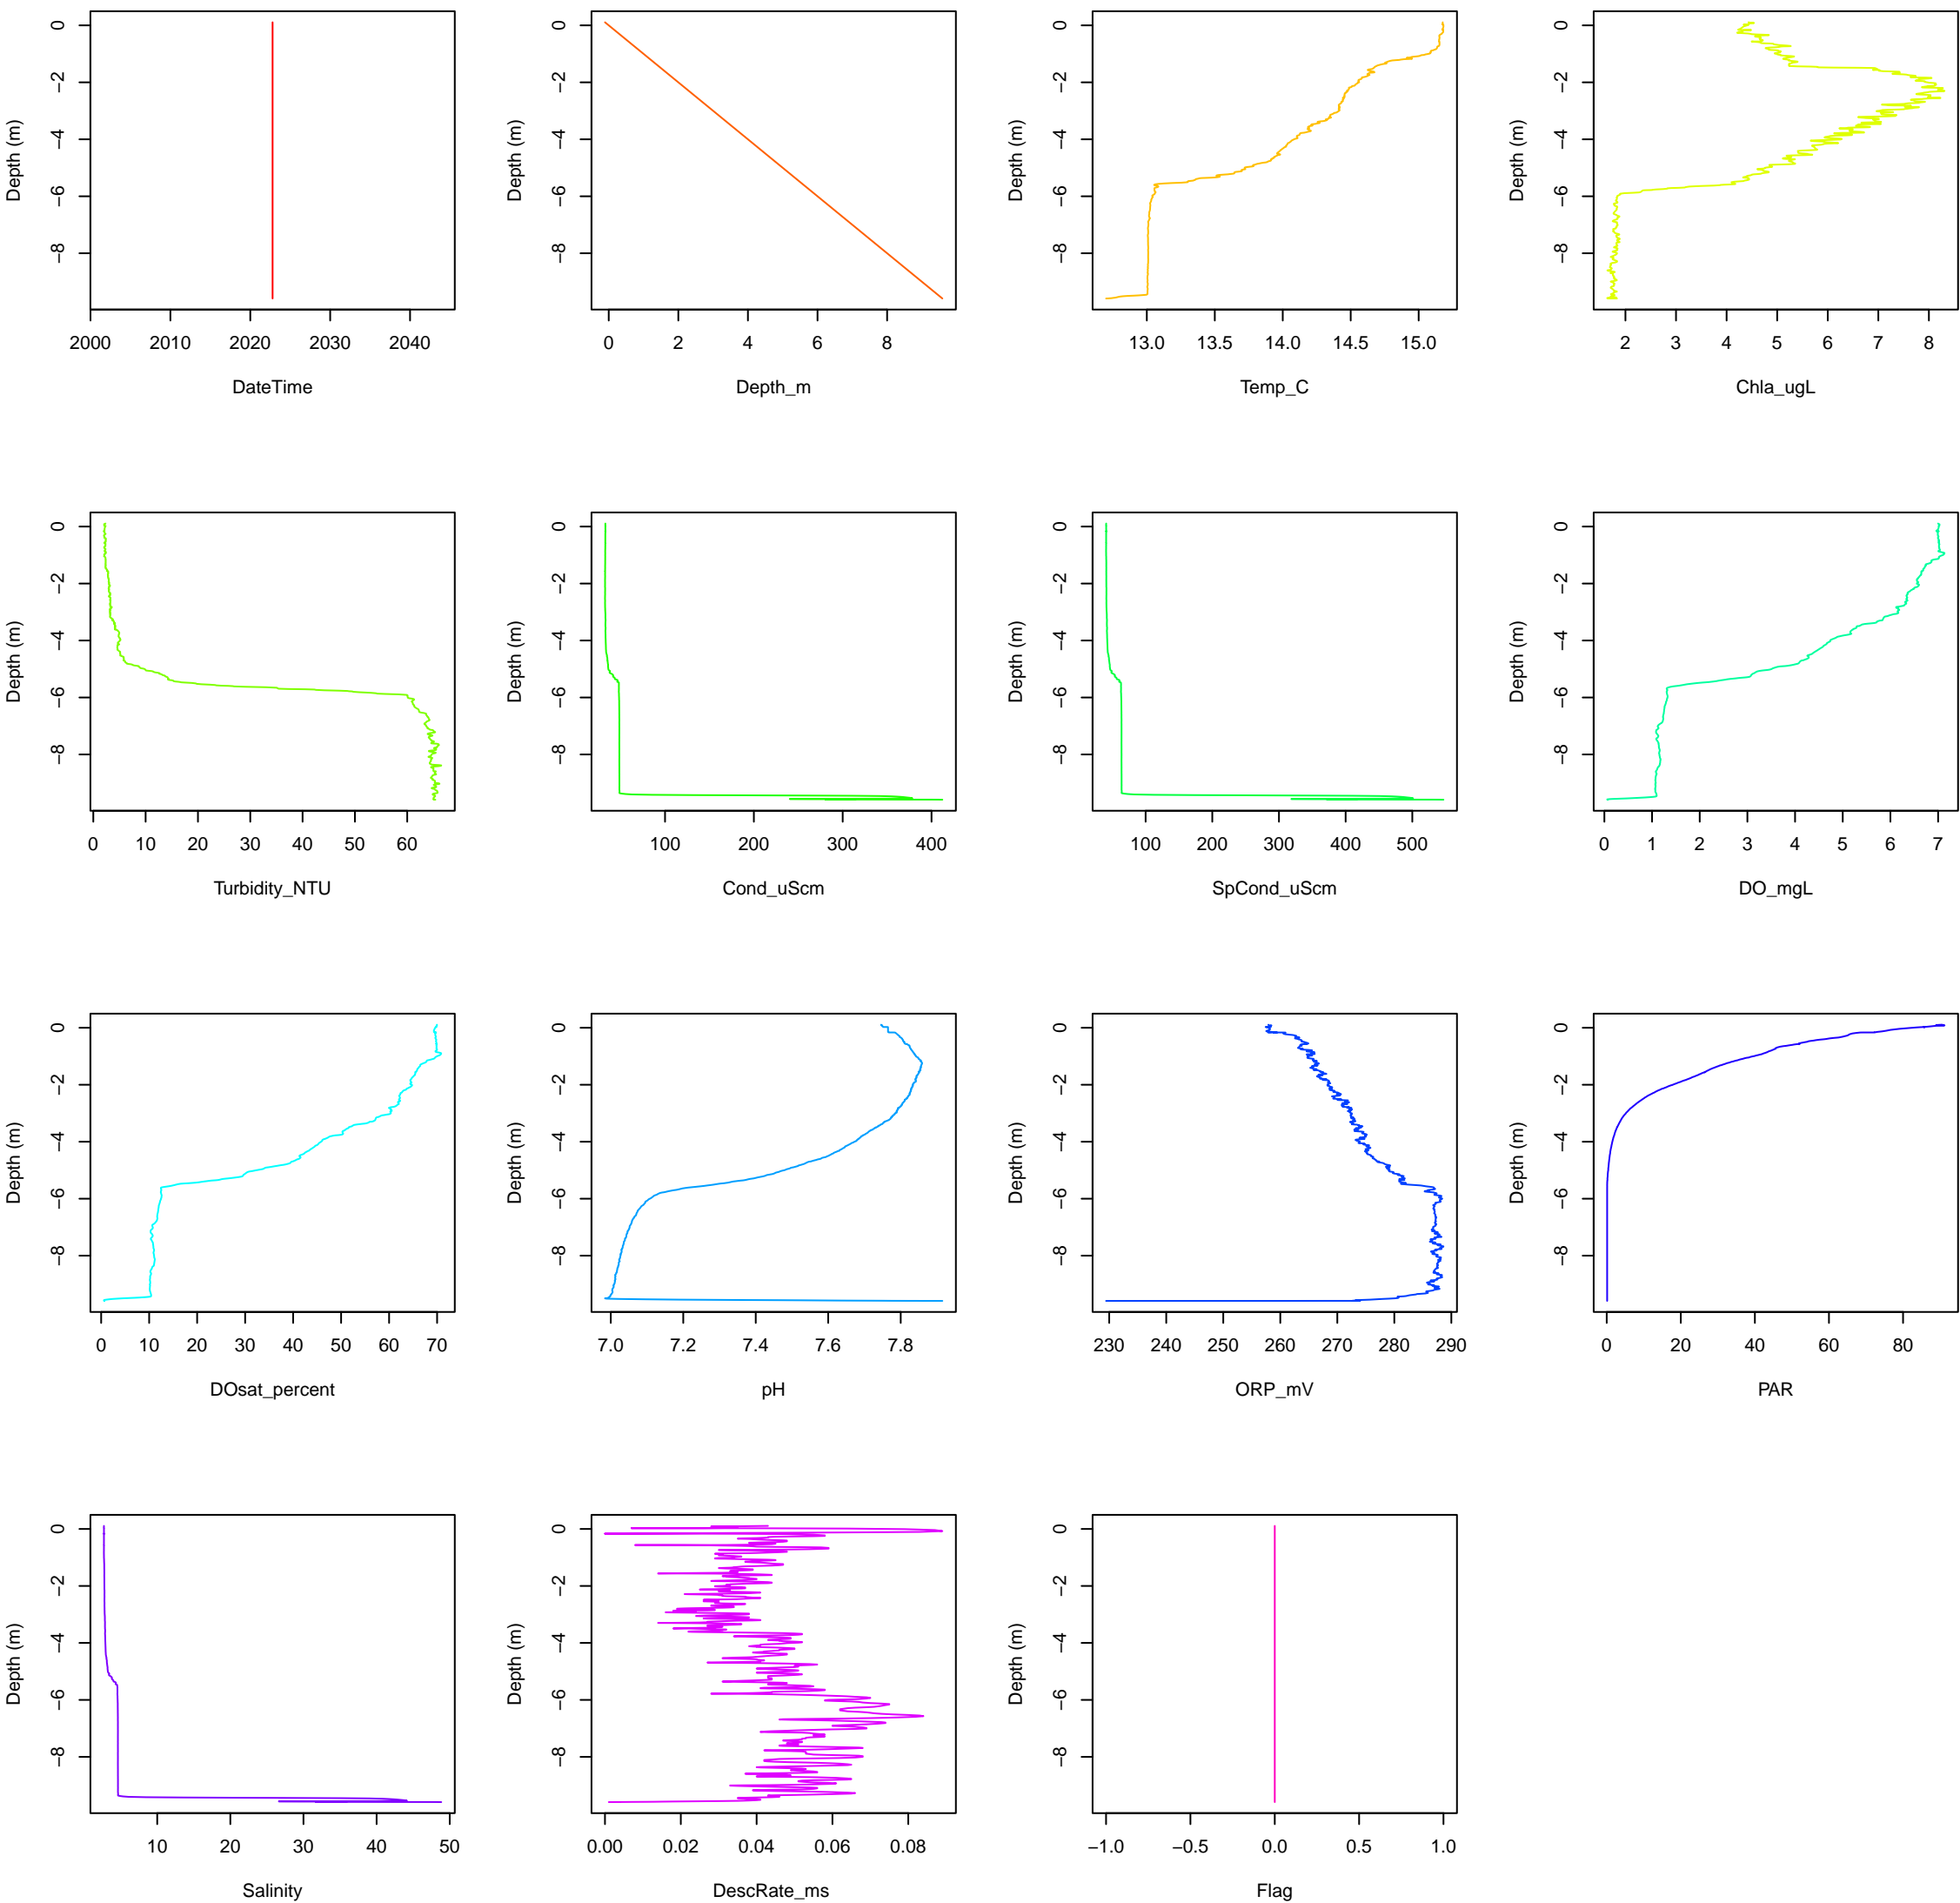 Depth (m)
0
−2
−4
−6
−8
2000 2010 2020 2030 2040
DateTime
Depth (m)
0
−2
−4
−6
−8
0 2 4 6 8
Depth_m
Depth (m)
0
−2
−4
−6
−8
13.0 13.5 14.0 14.5 15.0
Temp_C
Depth (m)
0
−2
−4
−6
−8
2 3 4 5 6 7 8
Chla_ugL
Depth (m)
0
−2
−4
−6
−8
0 10 20 30 40 50 60
Turbidity_NTU
Depth (m)
0
−2
−4
−6
−8
100 200 300 400
Cond_uScm
Depth (m)
0
−2
−4
−6
−8
100 200 300 400 500
SpCond_uScm
Depth (m)
0
−2
−4
−6
−8
0 1 2 3 4 5 6 7
DO_mgL
Depth (m)
0
−2
−4
−6
−8
0 10 20 30 40 50 60 70
DOsat_percent
Depth (m)
0
−2
−4
−6
−8
7.0 7.2 7.4 7.6 7.8
pH
Depth (m)
0
−2
−4
−6
−8
230 240 250 260 270 280 290
ORP_mV
Depth (m)
0
−2
−4
−6
−8
0 20 40 60 80
PAR
Depth (m)
0
−2
−4
−6
−8
10 20 30 40 50
Salinity
Depth (m)
0
−2
−4
−6
−8
0.00 0.02 0.04 0.06 0.08
DescRate_ms
Depth (m)
0
−2
−4
−6
−8
−1.0 −0.5 0.0 0.5 1.0
Flag